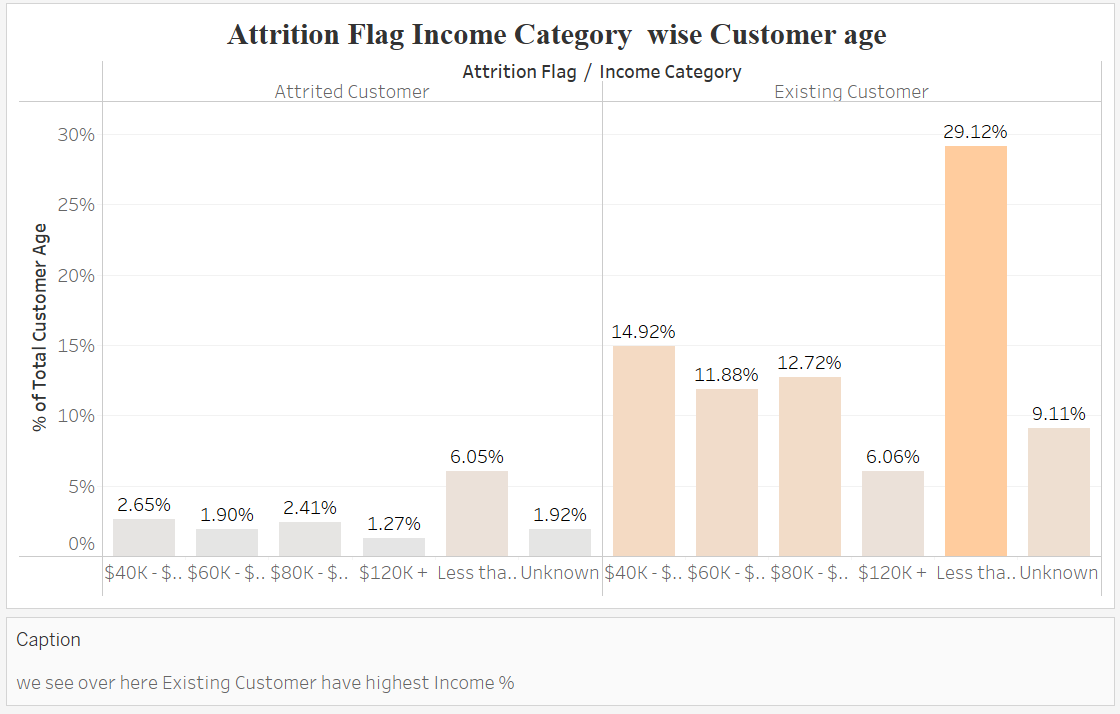 Attrition Flag Income Category  wise Customer age
Attrition Flag / Income Category
Attrited Customer
Existing Customer
% of Total Customer Age
30%
25%
20%
15%
10%
5%
0%
2.65%
1.90%
2.41%
1.27%
6.05%
1.92%
14.92%
11.88%
12.72%
6.06%
29.12%
9.11%
$40K - $.. $60K - $.. $80K - $.. $120K + Less tha.. Unknown $40K - $.. $60K - $.. $80K - $.. $120K + Less tha.. Unknown
Caption
we see over here Existing Customer have highest Income %